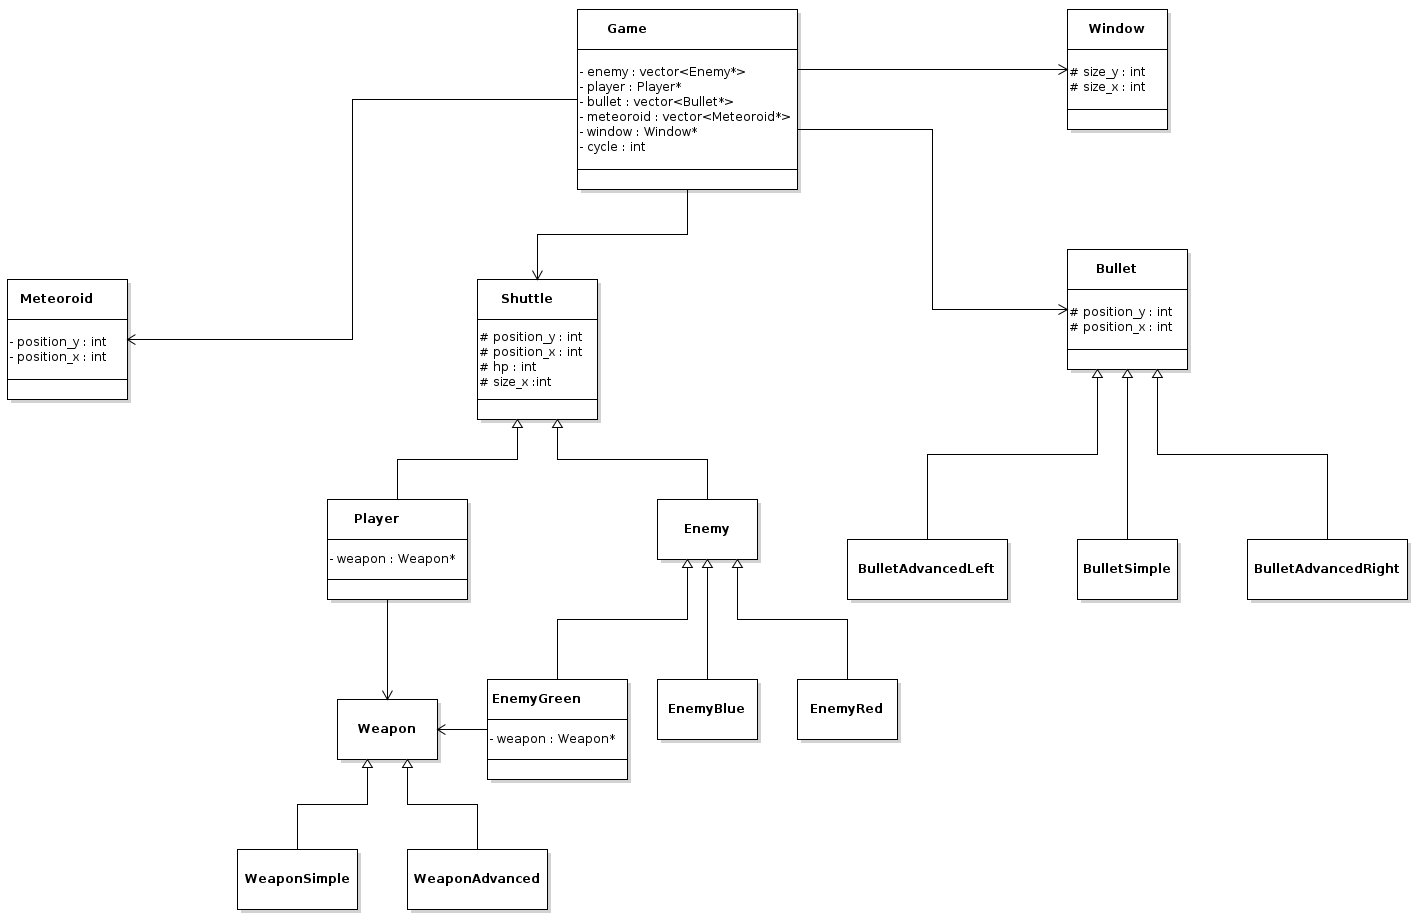 Game
- enemy : vector<Enemy*>
- player : Player*
- bullet : vector<Bullet*>
- meteoroid : vector<Meteoroid*>
- window : Window*
- cycle : int
Window
# size_y : int
# size_x : int
Meteoroid
- position_y : int
- position_x : int
Shuttle
# position_y : int
# position_x : int
# hp : int
# size_x :int
Bullet
# position_y : int
# position_x : int
Player
- weapon : Weapon*
Enemy
BulletAdvancedLeft
BulletSimple
BulletAdvancedRight
Weapon
EnemyGreen
- weapon : Weapon*
EnemyBlue
EnemyRed
WeaponSimple
WeaponAdvanced